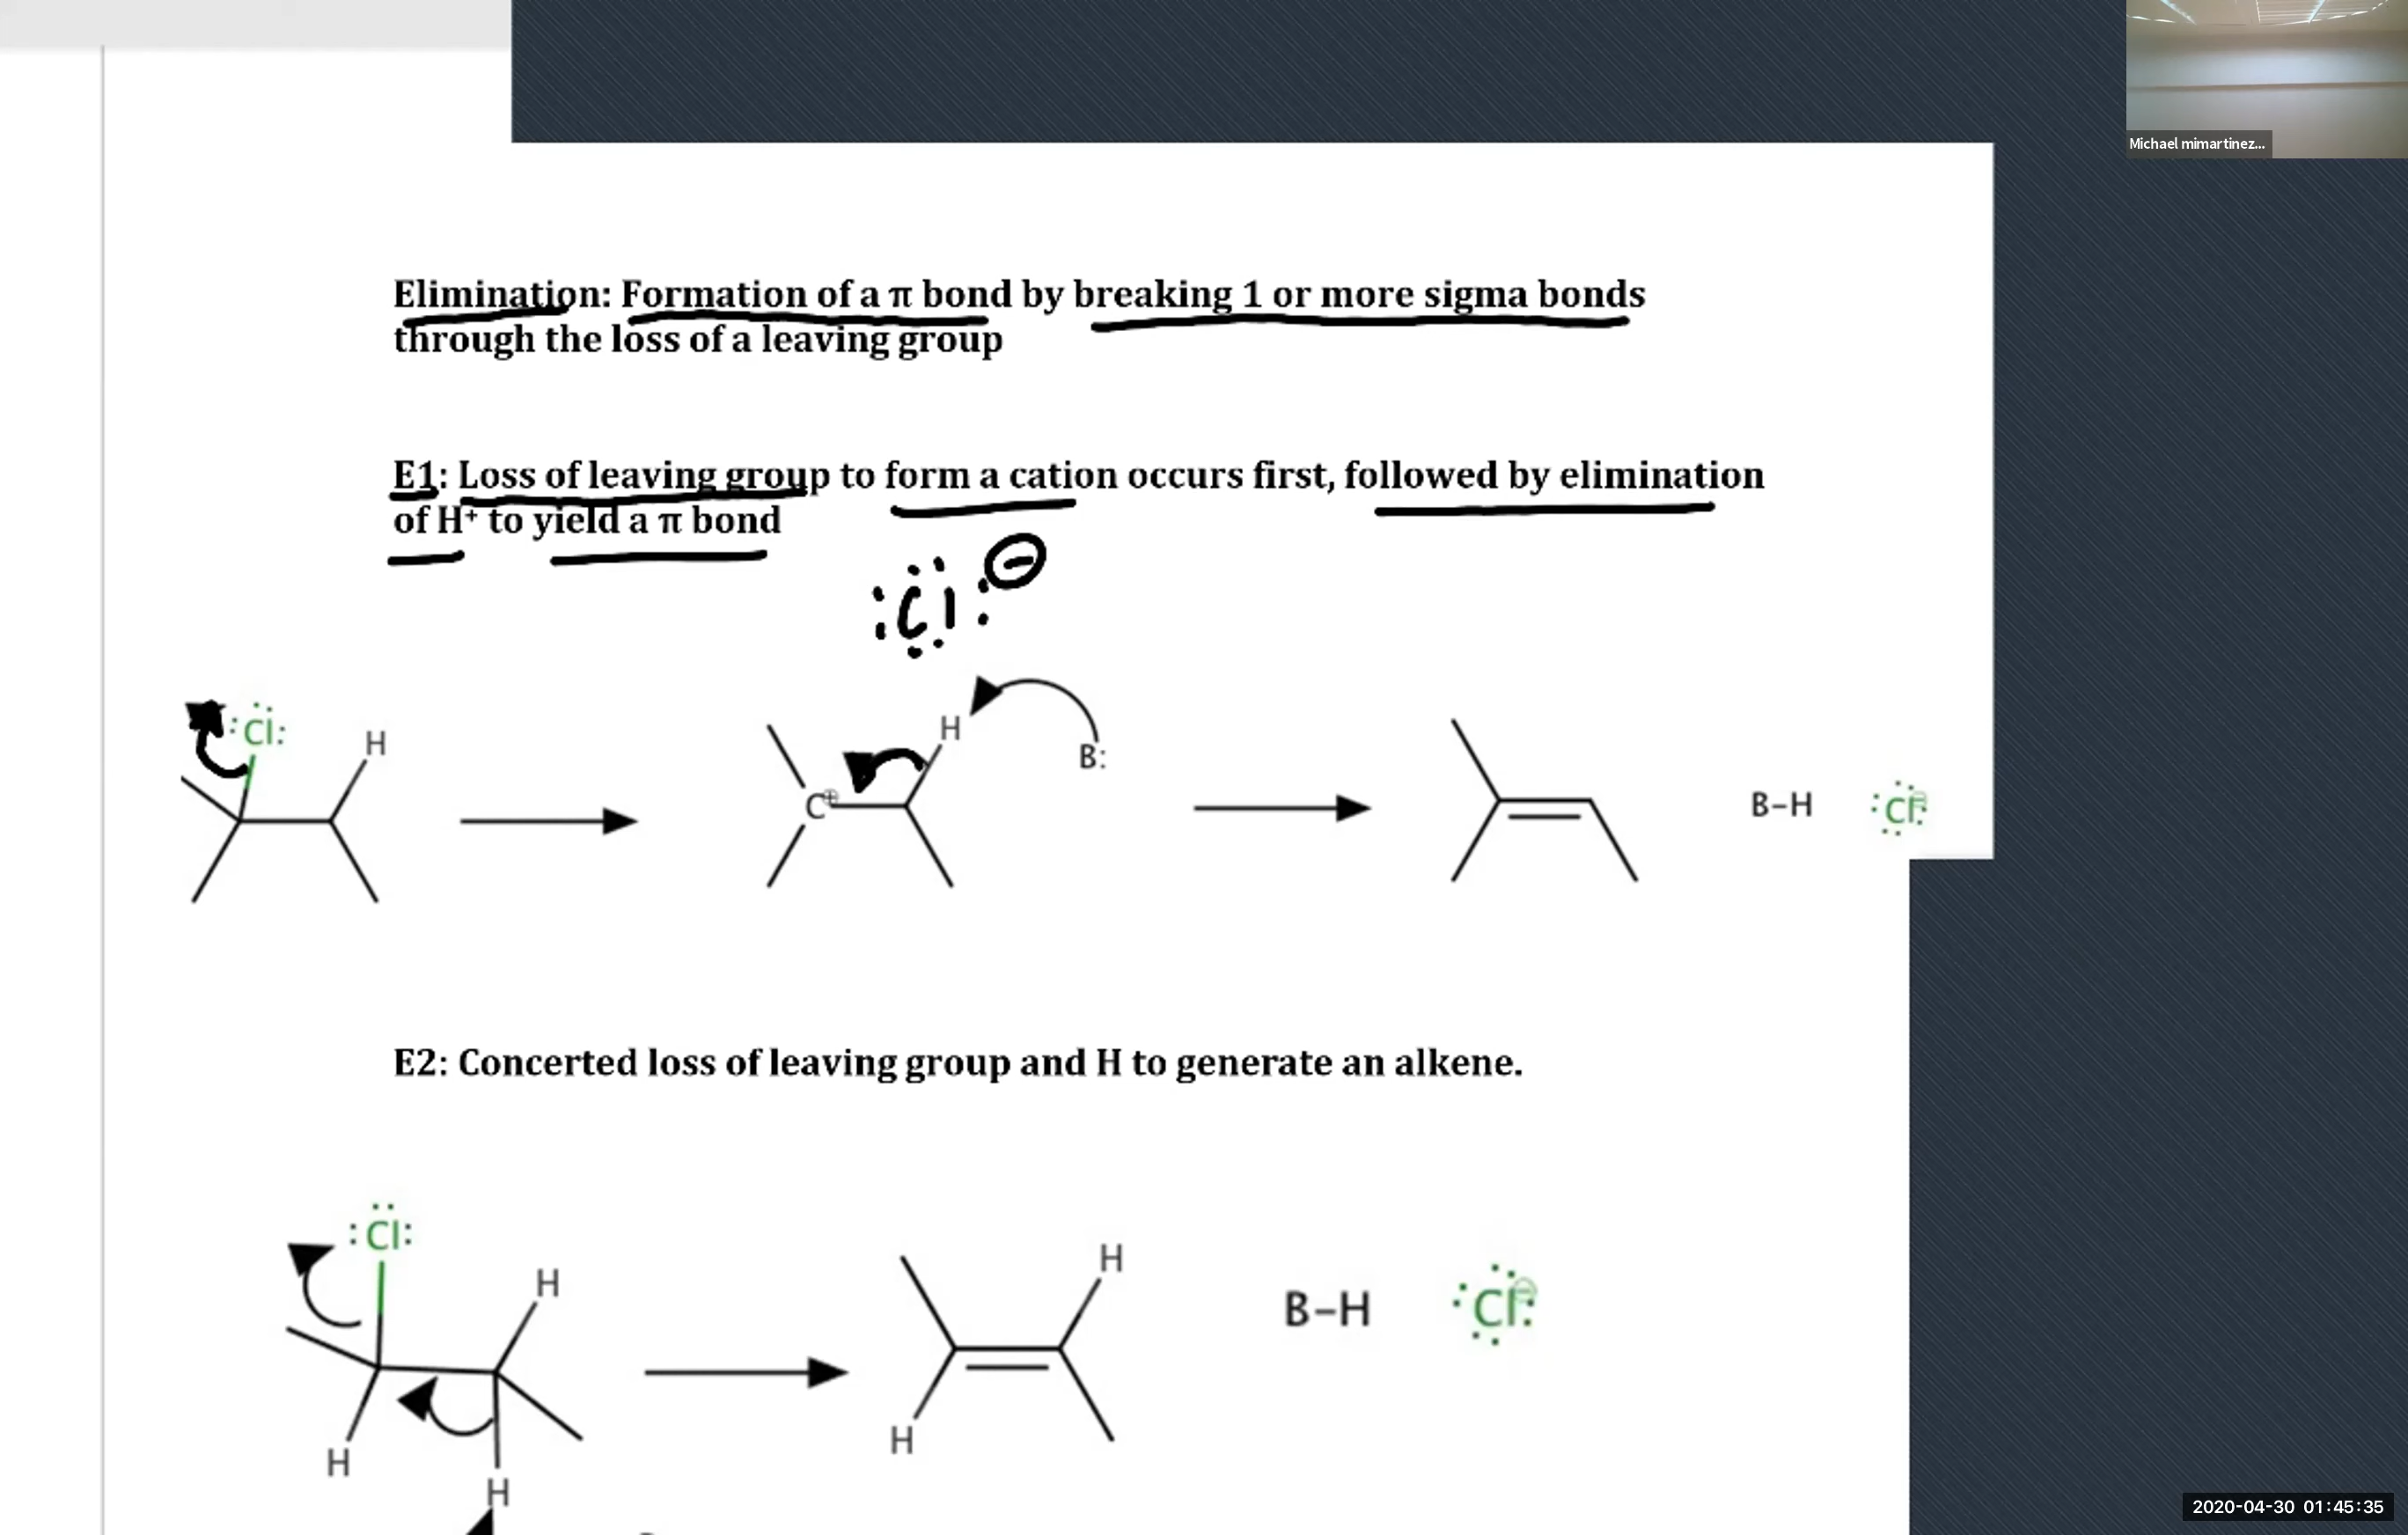 Michael mimartinez...
Elimination: Formation of a π bond by breaking 1 or more sigma bonds
through the loss of a leaving group
E1: Loss of leaving group to form a cation occurs first, followed by elimination
of H⁺ to yield a π bond
:Cl: ⊖
:Cl:
H
H
B:
C⊕
B–H
:Cl:⊖
E2: Concerted loss of leaving group and H to generate an alkene.
:Cl:
H
H
B–H
:Cl:⊖
H
H
H
2020-04-30 01:45:35